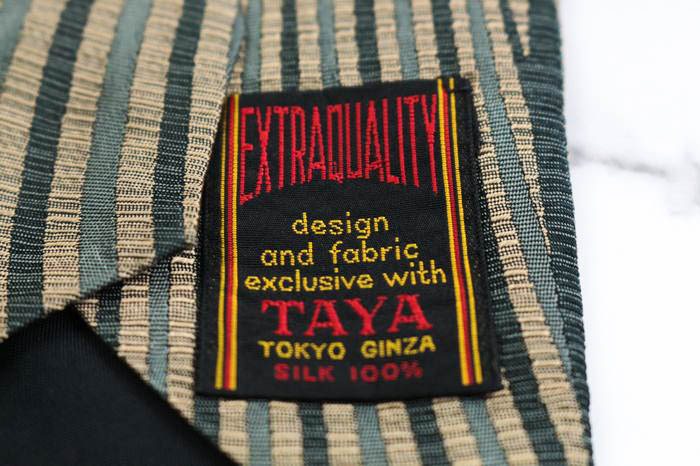 EXTRAQUALITY
design
and fabric
exclusive with
TAYA
TOKYO GINZA
SILK 100%